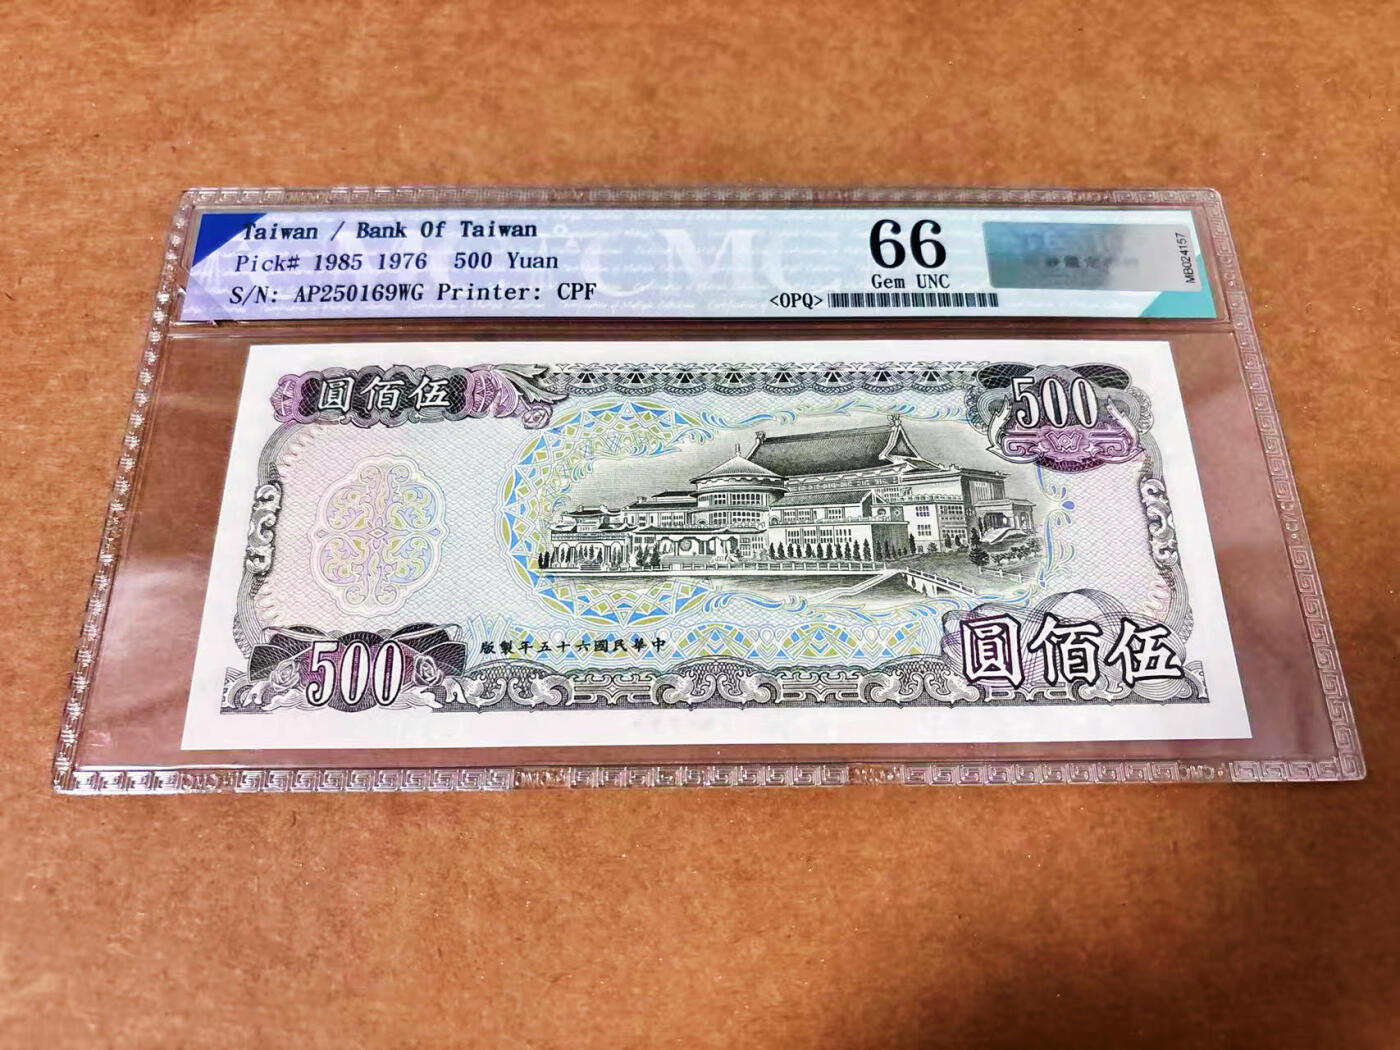 Taiwan / Bank Of Taiwan
Pick# 1985 1976 500 Yuan
S/N: AP250169WG Printer: CPF
66
Gem UNC
<OPQ>
MB024157
圓佰伍
500
版製年五十六國民華中
500
圓佰伍